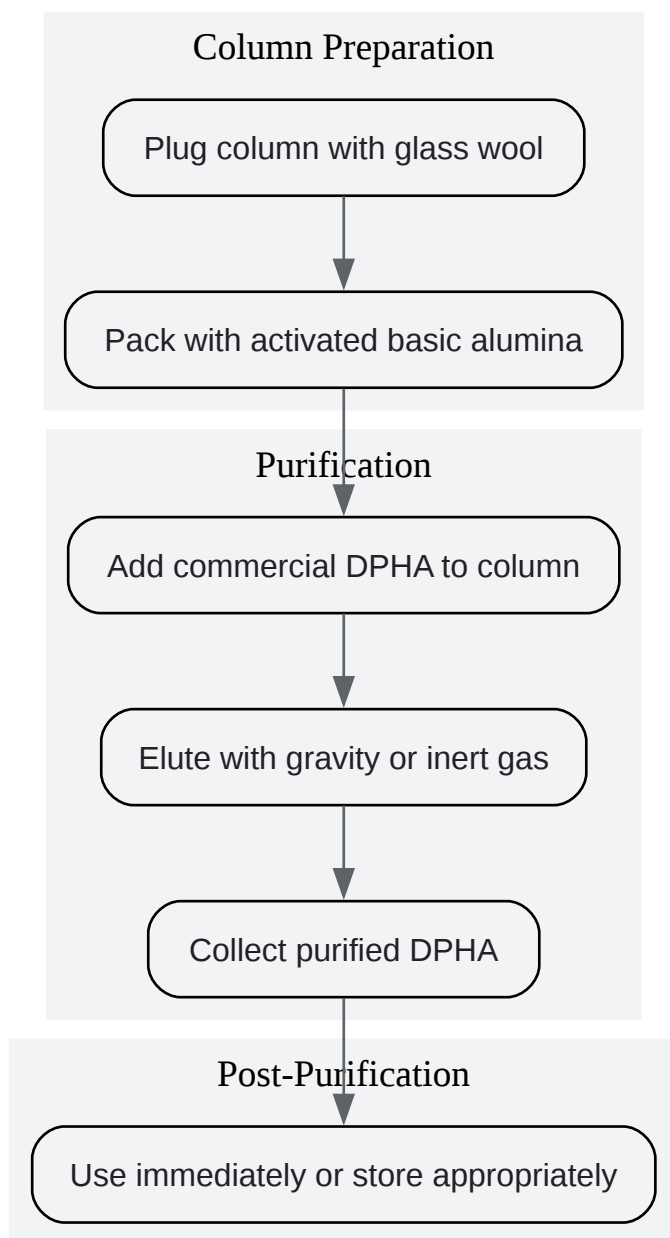 Column Preparation
Plug column with glass wool
Pack with activated basic alumina
Purification
Add commercial DPHA to column
Elute with gravity or inert gas
Collect purified DPHA
Post-Purification
Use immediately or store appropriately